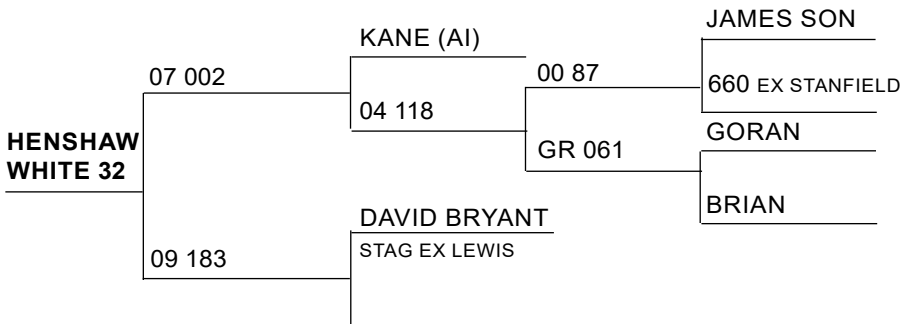 JAMES SON
KANE (AI)
00 87
07 002
660 EX STANFIELD
04 118
GORAN
HENSHAW
WHITE 32
GR 061
BRIAN
DAVID BRYANT
STAG EX LEWIS
09 183